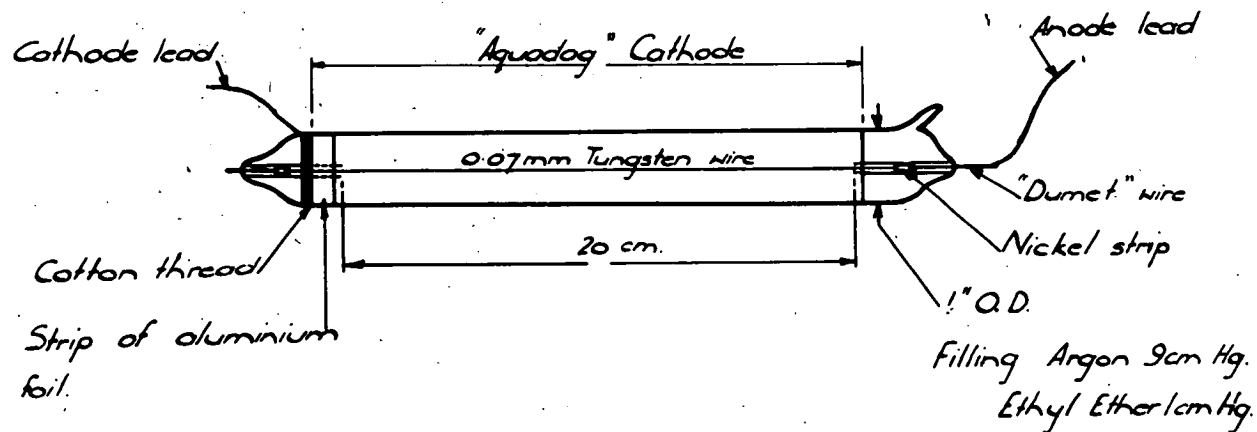 Cathode lead
"Aquadag" Cathode
Anode lead
0.07mm Tungsten wire
"Dumet" wire
20 cm.
Nickel strip
Cotton thread
1" O.D.
Strip of aluminium
foil.
Filling Argon 9cm Hg.
Ethyl Ether 1cm Hg.